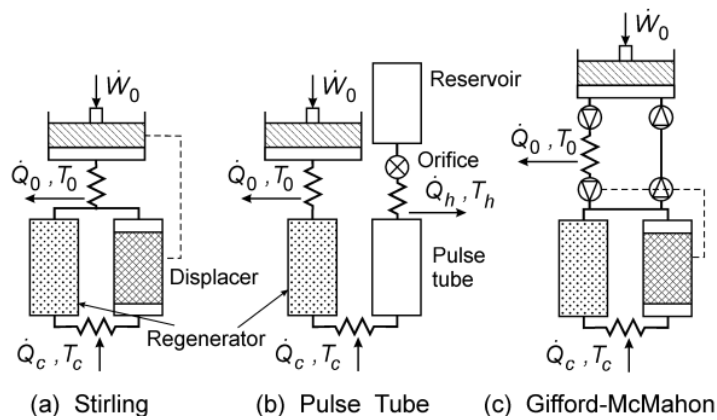 Ẇ₀
Q̇₀ , T₀
Displacer
Regenerator
Q̇c , Tc
(a) Stirling
Ẇ₀
Reservoir
Orifice
Q̇₀ , T₀
Q̇h , Th
Pulse
tube
Q̇c , Tc
(b) Pulse Tube
Ẇ₀
Q̇₀ , T₀
Q̇c , Tc
(c) Gifford-McMahon